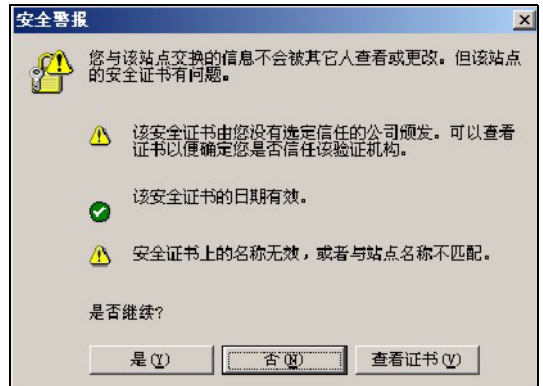 安全警报
您与该站点交换的信息不会被其它人查看或更改。但该站点
的安全证书有问题。
该安全证书由您没有选定信任的公司颁发。可以查看
证书以便确定您是否信任该验证机构。
该安全证书的日期有效。
安全证书上的名称无效，或者与站点名称不匹配。
是否继续?
是(Y) 否(N) 查看证书(V)